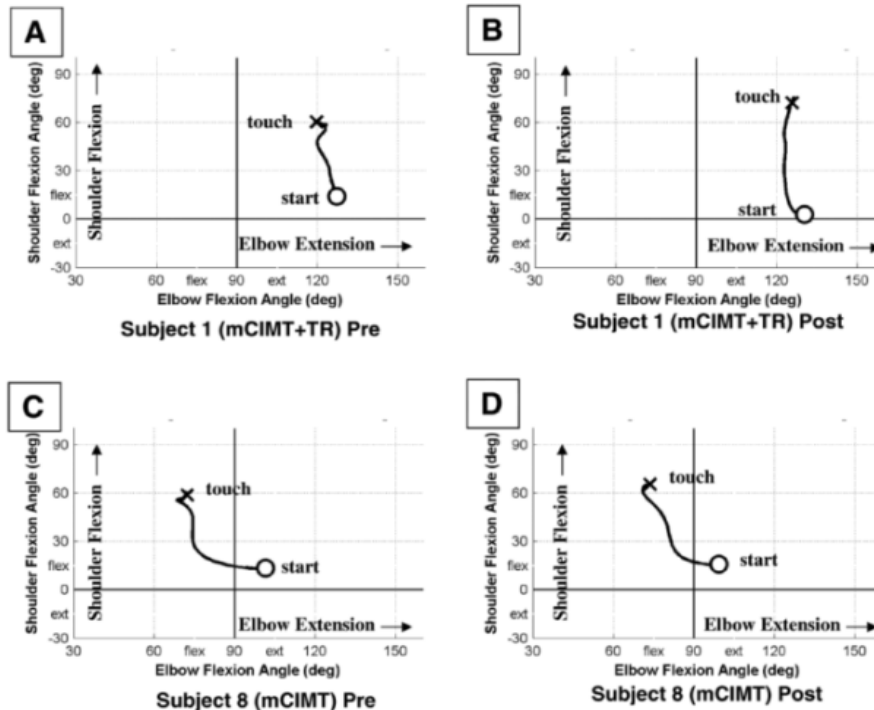 A
Shoulder Flexion Angle (deg)
Shoulder Flexion
90
60
30
flex
0
ext
-30
touch
start
Elbow Extension
30
60
flex
90
ext
120
150
Elbow Flexion Angle (deg)
Subject 1 (mCIMT+TR) Pre
B
Shoulder Flexion Angle (deg)
Shoulder Flexion
90
60
30
flex
0
ext
-30
touch
start
Elbow Extension
30
60
flex
90
ext
120
150
Elbow Flexion Angle (deg)
Subject 1 (mCIMT+TR) Post
C
Shoulder Flexion Angle (deg)
Shoulder Flexion
90
60
30
flex
0
ext
-30
touch
start
Elbow Extension
30
60
flex
90
ext
120
150
Elbow Flexion Angle (deg)
Subject 8 (mCIMT) Pre
D
Shoulder Flexion Angle (deg)
Shoulder Flexion
90
60
30
flex
0
ext
-30
touch
start
Elbow Extension
30
60
flex
90
ext
120
150
Elbow Flexion Angle (deg)
Subject 8 (mCIMT) Post